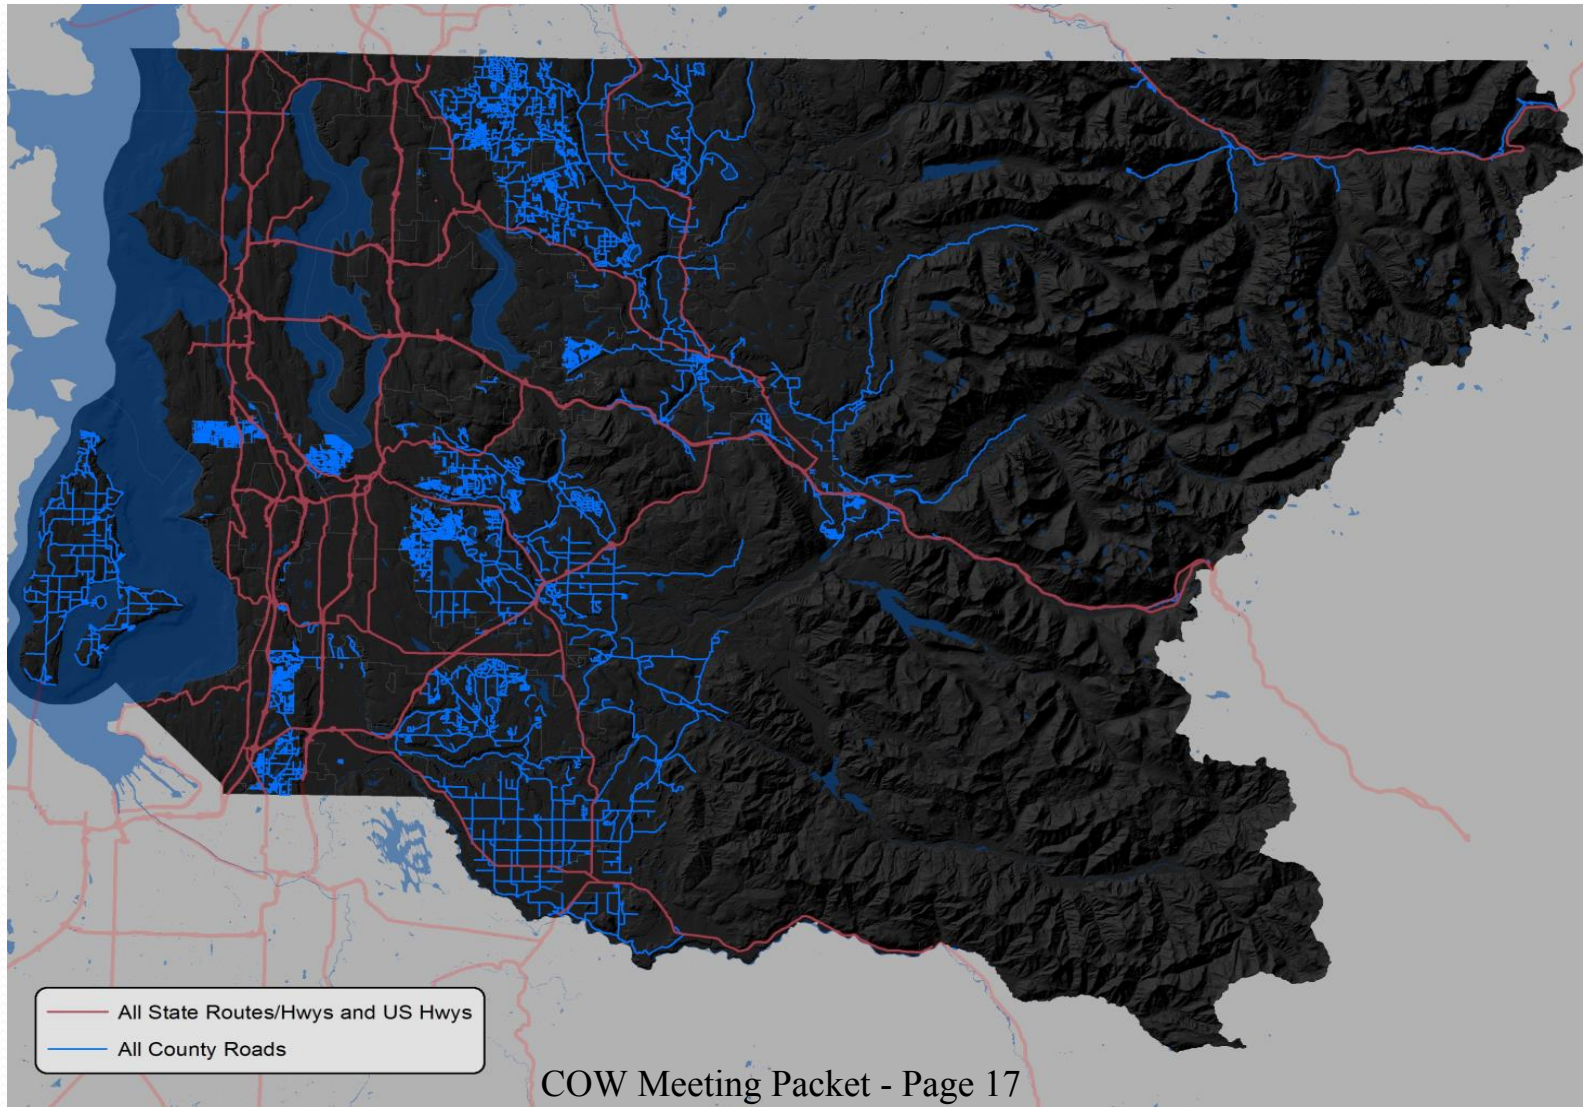 All State Routes/Hwys and US Hwys
All County Roads
COW Meeting Packet - Page 17